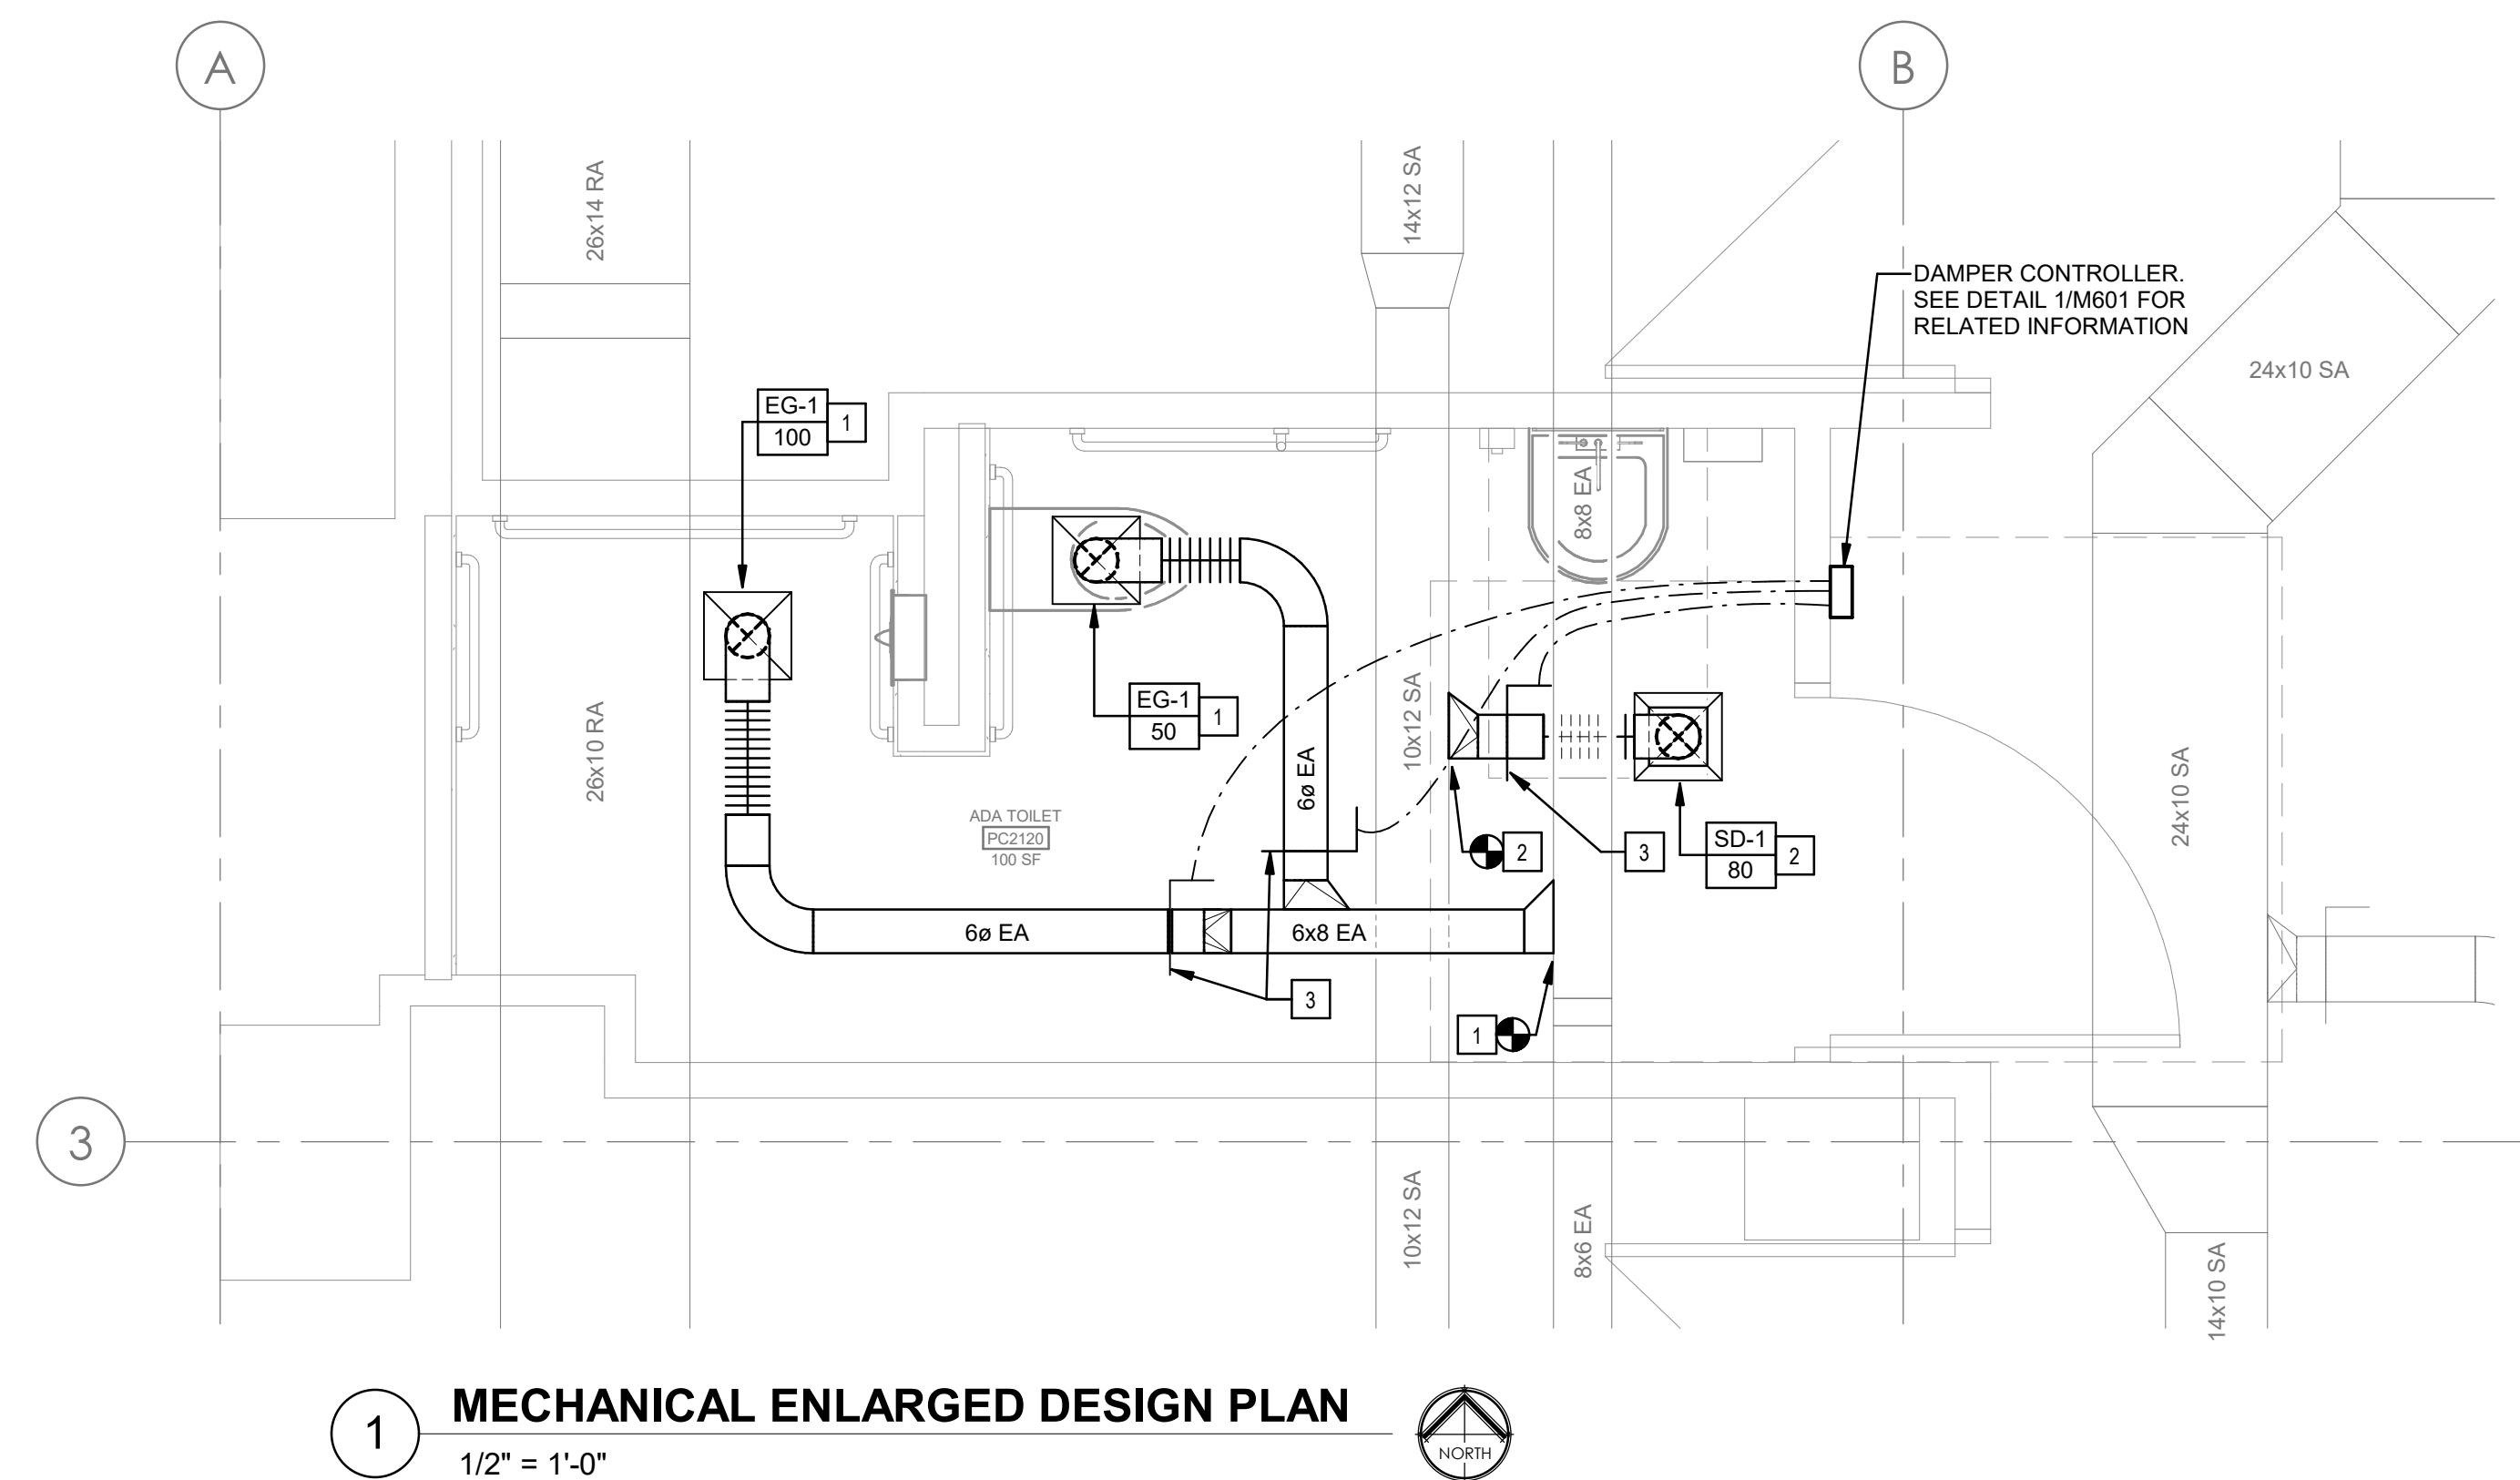 A
B
26x14 RA
14x12 SA
DAMPER CONTROLLER.
SEE DETAIL 1/M601 FOR
RELATED INFORMATION
24x10 SA
EG-1
100
1
8x8 EA
EG-1
50
1
10x12 SA
26x10 RA
6ø EA
24x10 SA
ADA TOILET
PC2120
100 SF
2
3
SD-1
80
2
6ø EA
6x8 EA
3
1
3
10x12 SA
8x6 EA
14x10 SA
1
MECHANICAL ENLARGED DESIGN PLAN
1/2" = 1'-0"
NORTH